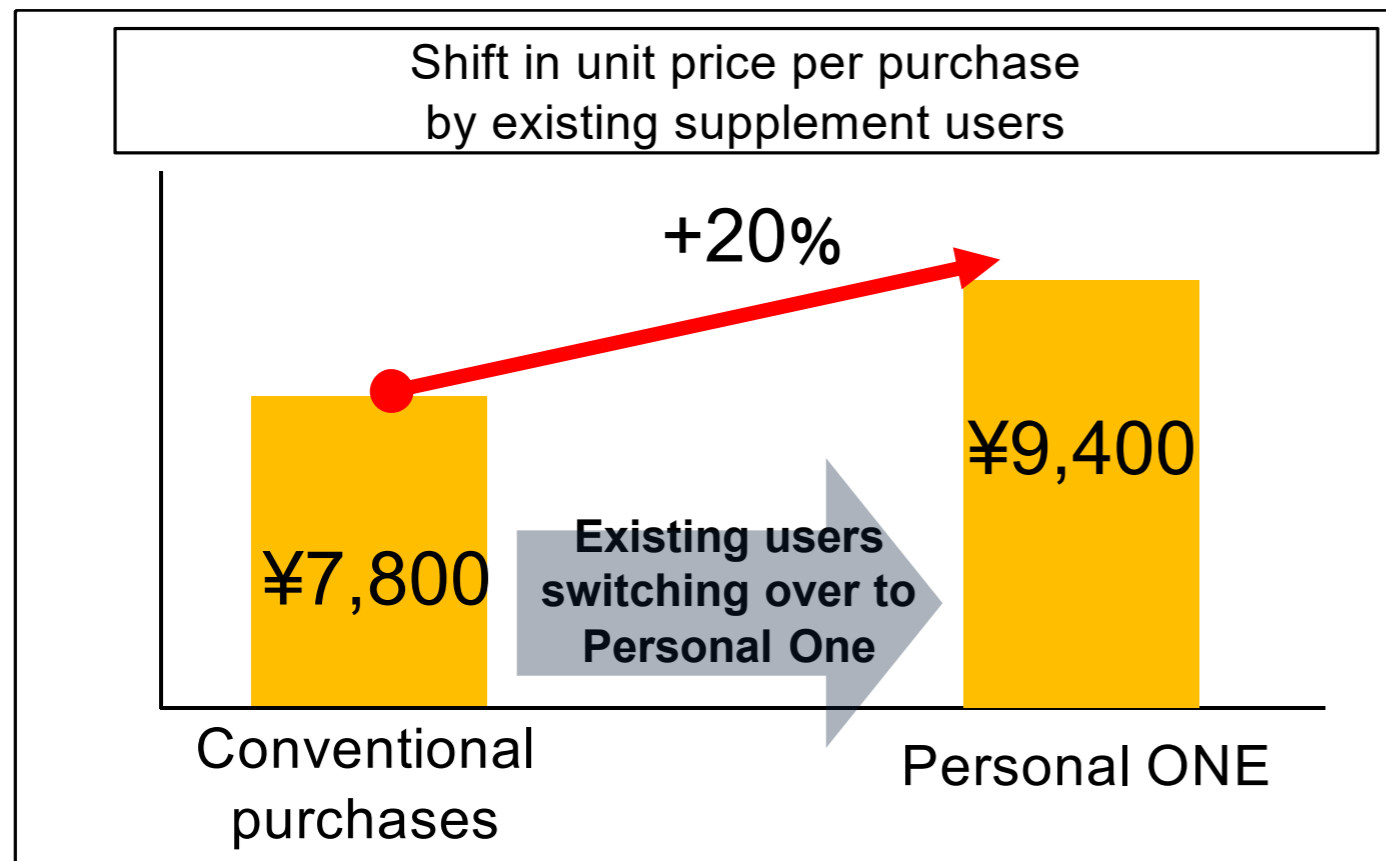 Shift in unit price per purchase
by existing supplement users
+20%
¥9,400
¥7,800
Existing users
switching over to
Personal One
Conventional
purchases
Personal ONE